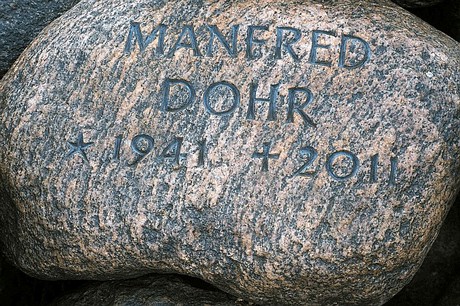 MANFRED
DOHR
* 1941 † 2011